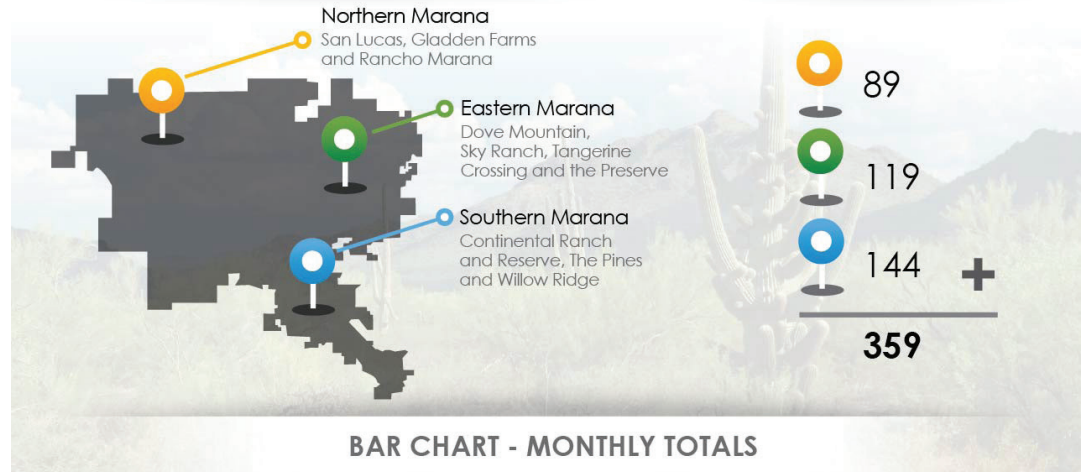 Northern Marana
San Lucas, Gladden Farms
and Rancho Marana
Eastern Marana
Dove Mountain,
Sky Ranch, Tangerine
Crossing and the Preserve
Southern Marana
Continental Ranch
and Reserve, The Pines
and Willow Ridge
89
119
144 +
359
BAR CHART - MONTHLY TOTALS